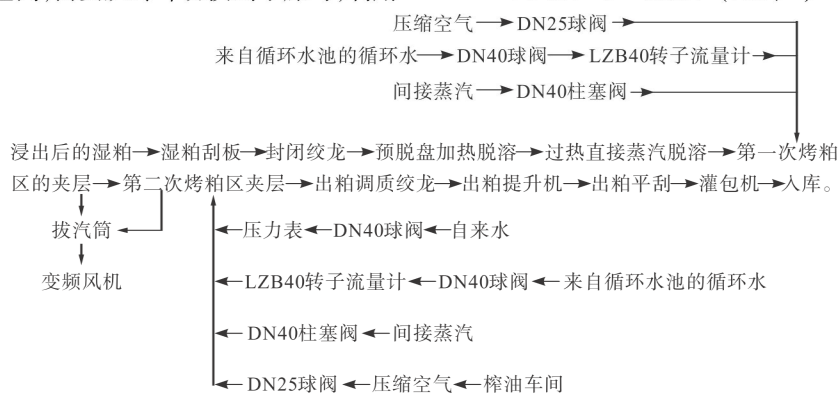 压缩空气→DN25球阀
来自循环水池的循环水→DN40球阀→LZB40转子流量计→
间接蒸汽→DN40柱塞阀→
浸出后的湿粕→湿粕刮板→封闭绞龙→预脱盘加热脱溶→过热直接蒸汽脱溶→第一次烤粕
区的夹层→第二次烤粕区夹层→出粕调质绞龙→出粕提升机→出粕平刮→灌包机→入库。
拔汽筒 ←压力表←DN40球阀←自来水
变频风机 ←LZB40转子流量计←DN40球阀←来自循环水池的循环水
←DN40柱塞阀←间接蒸汽
←DN25球阀←压缩空气←榨油车间